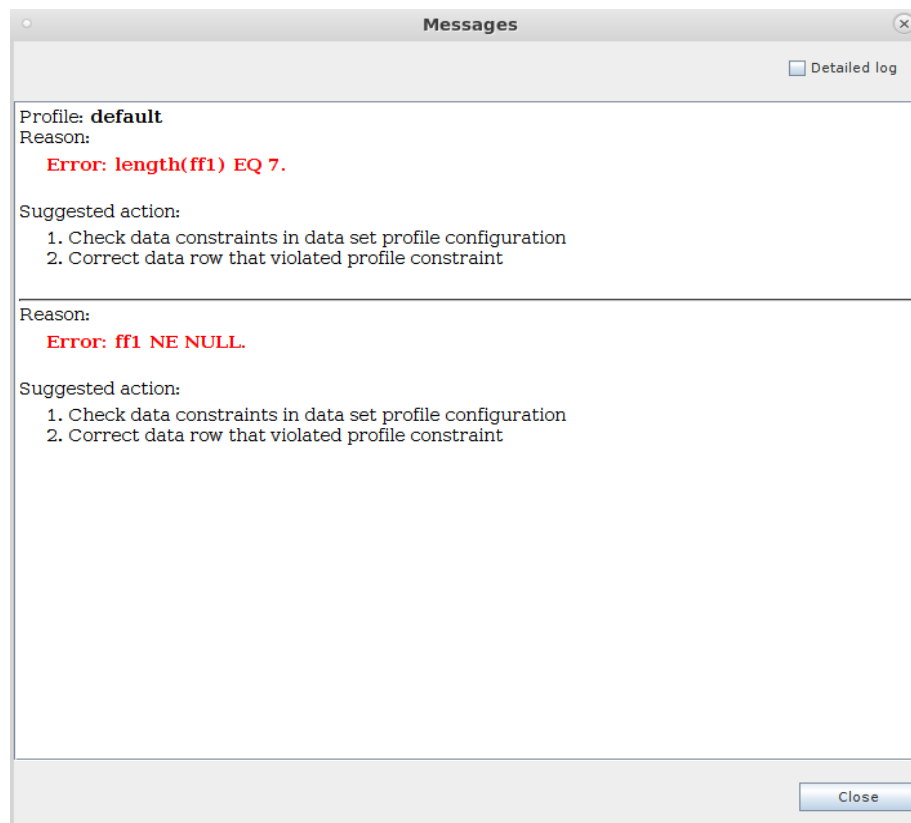 Messages
Detailed log
Profile: default
Reason:
Error: length(ff1) EQ 7.
Suggested action:
1. Check data constraints in data set profile configuration
2. Correct data row that violated profile constraint
Reason:
Error: ff1 NE NULL.
Suggested action:
1. Check data constraints in data set profile configuration
2. Correct data row that violated profile constraint
Close